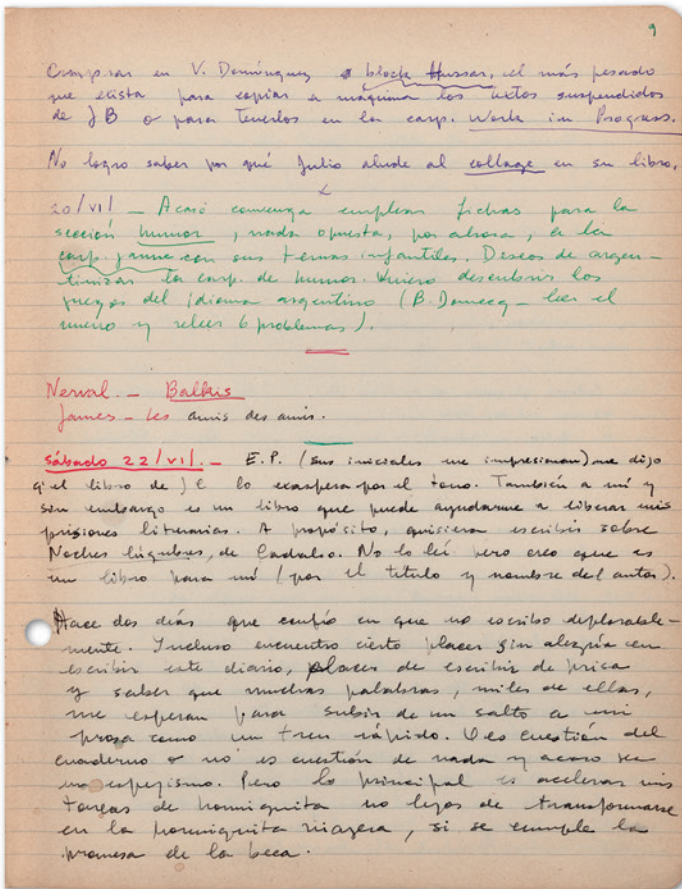 9
Comprar en V. Domínguez block Hussar, el más pesado
que exista para copiar a máquina los textos suspendidos
de JB o para tenerlos en la carp. Work in Progress.
No logro saber por qué Julio alude al collage en su libro.
20/VI — Acaso convenga emplear fichas para la
sección humor, nada opuesta, por ahora, a la
carp. jaune con sus temas infantiles. Deseos de argen-
tinizar la carp. de humor. Quiero descubrir los
juegos del idioma argentino (B. Domecq — leer el
nuevo y releer 6 problemas).
Nerval. — Balkis
James — Les amis des amis.
Sábado 22/VI. — E.P. (sus iniciales me impresionan) me dijo
q' el libro de JC lo exaspera por el tono. También a mí y
sin embargo es un libro que puede ayudarme a liberar mis
prisiones literarias. A propósito, quisiera escribir sobre
Noches lúgubres, de Cadalso. No lo leí pero creo que es
un libro para mí (por el título y nombre del autor).
Hace dos días que confío en que no escribo deplorable-
mente. Incluso encuentro cierto placer sin alegría en
escribir este diario, placer de escribir de prisa
y saber que muchas palabras, miles de ellas,
me esperan para subir de un salto a mi
prosa como un tren rápido. O es cuestión del
cuaderno o no es cuestión de nada y acaso sea
un espejismo. Pero lo principal es acelerar mis
tareas de hormiguita no lejos de transformarse
en la hormiguita viajera, si se cumple la
promesa de la beca.